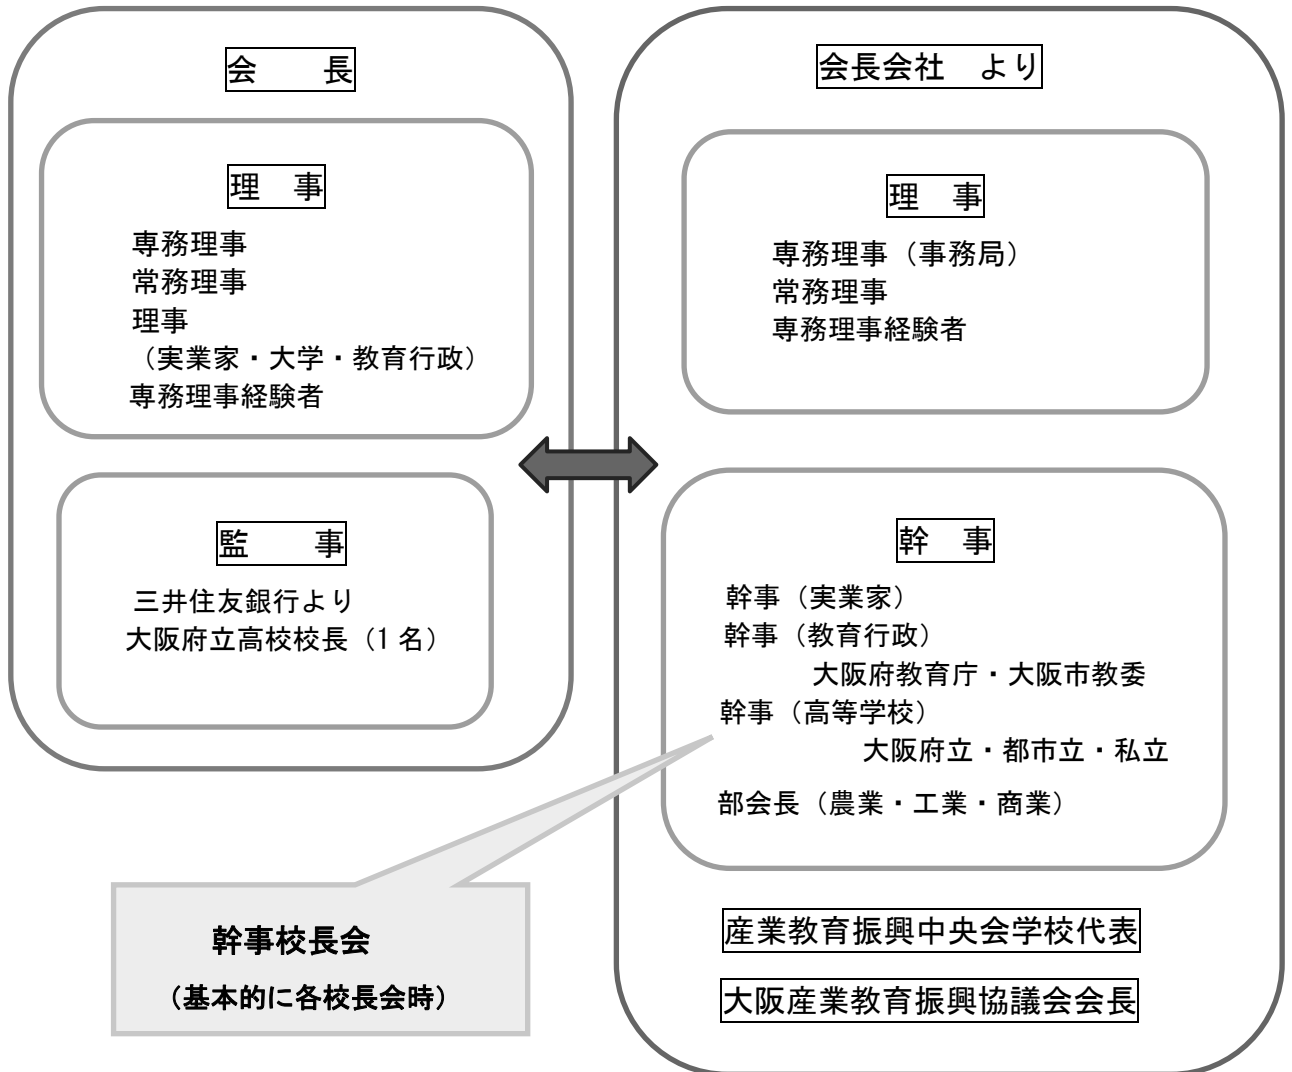 会　　長
理　事
専務理事
常務理事
理事
（実業家・大学・教育行政）
専務理事経験者
監　　事
三井住友銀行より
大阪府立高校校長（1 名）
会長会社　より
理　事
専務理事（事務局）
常務理事
専務理事経験者
幹　事
幹事（実業家）
幹事（教育行政）
大阪府教育庁・大阪市教委
幹事（高等学校）
大阪府立・都市立・私立
部会長（農業・工業・商業）
産業教育振興中央会学校代表
大阪産業教育振興協議会会長
幹事校長会
（基本的に各校長会時）